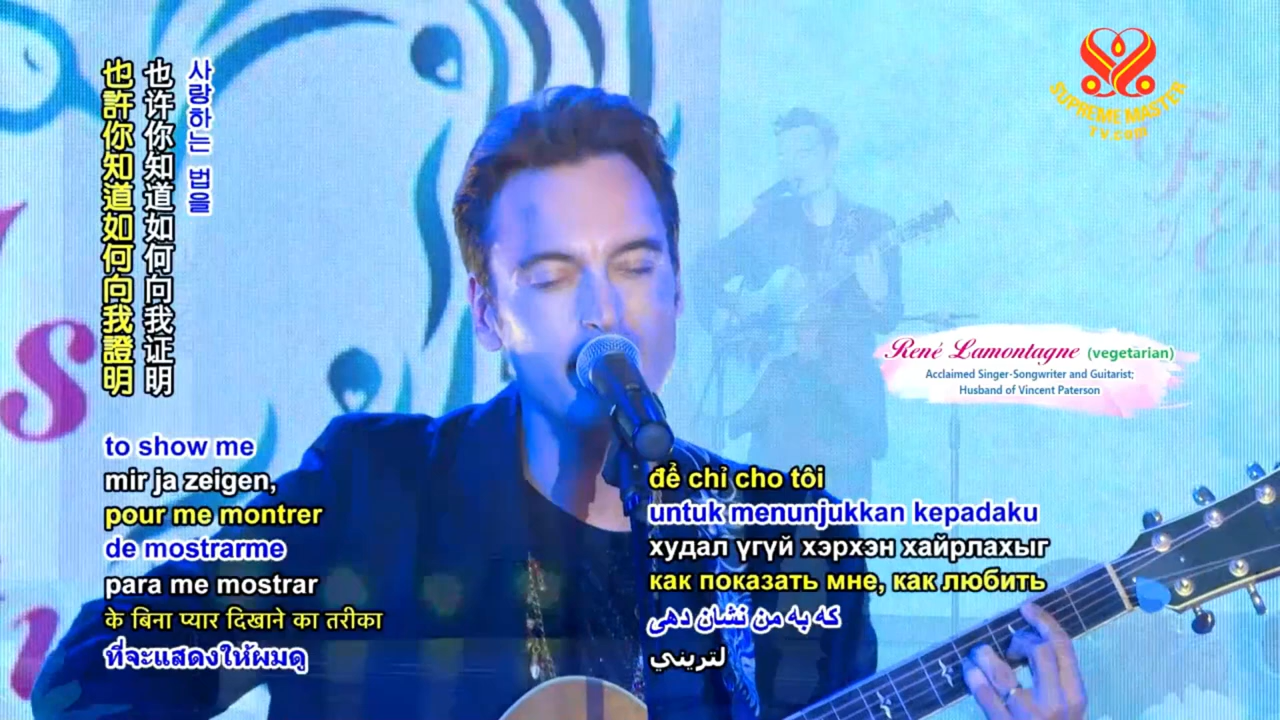 사랑하는 법을
也许你知道如何向我证明
也許你知道如何向我證明
SUPREME MASTER
TV.com
René Lamontagne (vegetarian)
Acclaimed Singer-Songwriter and Guitarist;
Husband of Vincent Paterson
to show me
mir ja zeigen,
pour me montrer
de mostrarme
para me mostrar
के बिना प्यार दिखाने का तरीका
ที่จะแสดงให้ผมดู
để chỉ cho tôi
untuk menunjukkan kepadaku
худал үгүй хэрхэн хайрлахыг
как показать мне, как любить
که به من نشان دهی
لتريني